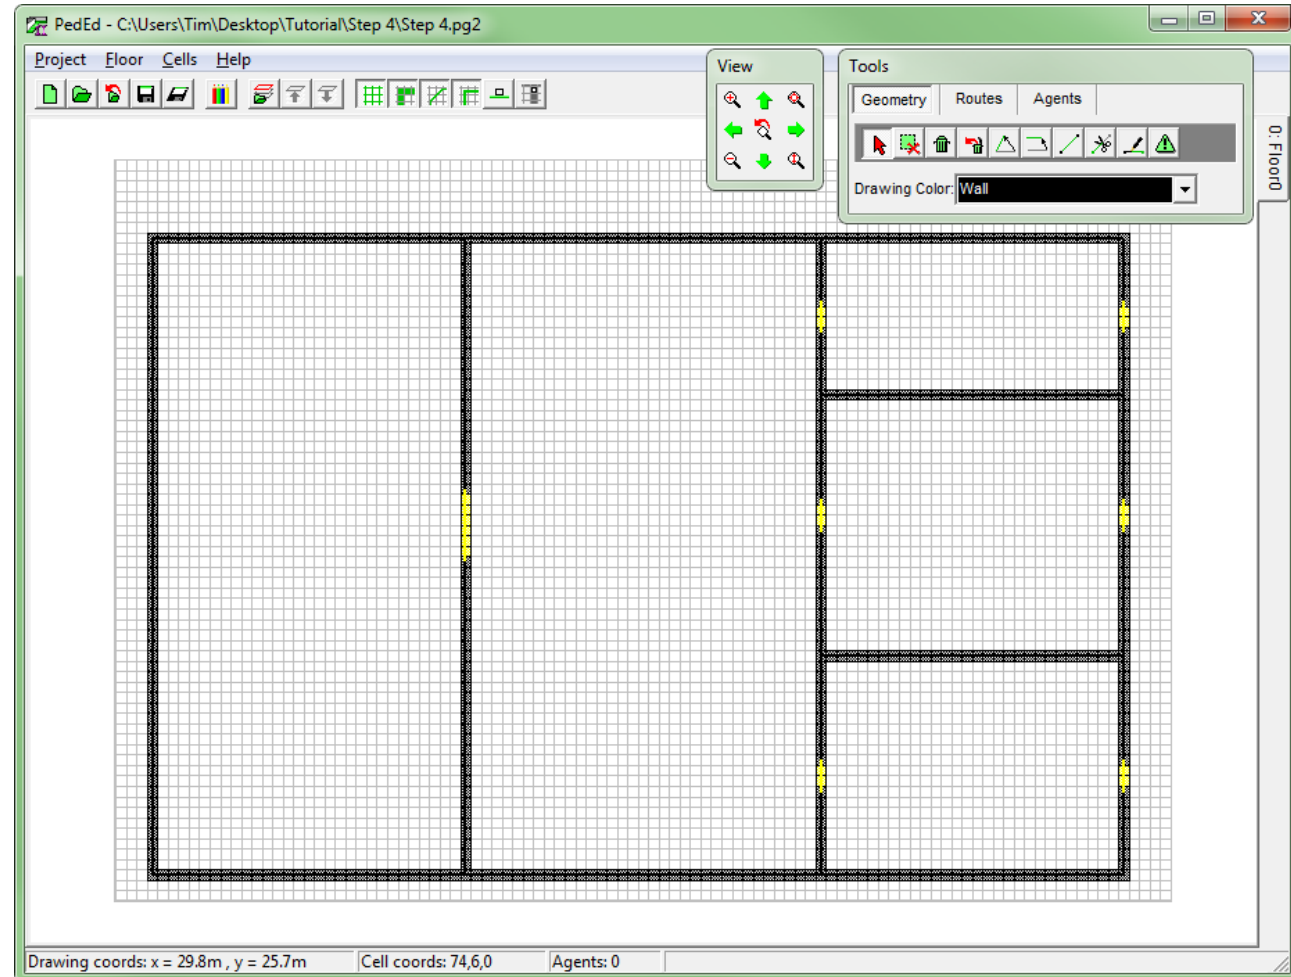 PedEd - C:\Users\Tim\Desktop\Tutorial\Step 4\Step 4.pg2
Project Floor Cells Help
View
Tools
Geometry Routes Agents
Drawing Color: Wall
0: Floor0
Drawing coords: x = 29.8m , y = 25.7m Cell coords: 74,6,0 Agents: 0